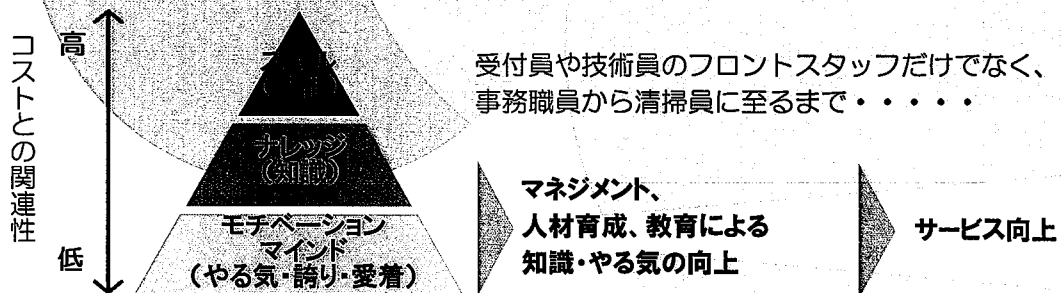 コストとの関連性
高
低
ナレッジ
(知識)
モチベーション
マインド
(やる気・誇り・愛着)
受付員や技術員のフロントスタッフだけでなく、
事務職員から清掃員に至るまで・・・・・
マネジメント、
人材育成、教育による
知識・やる気の向上
サービス向上